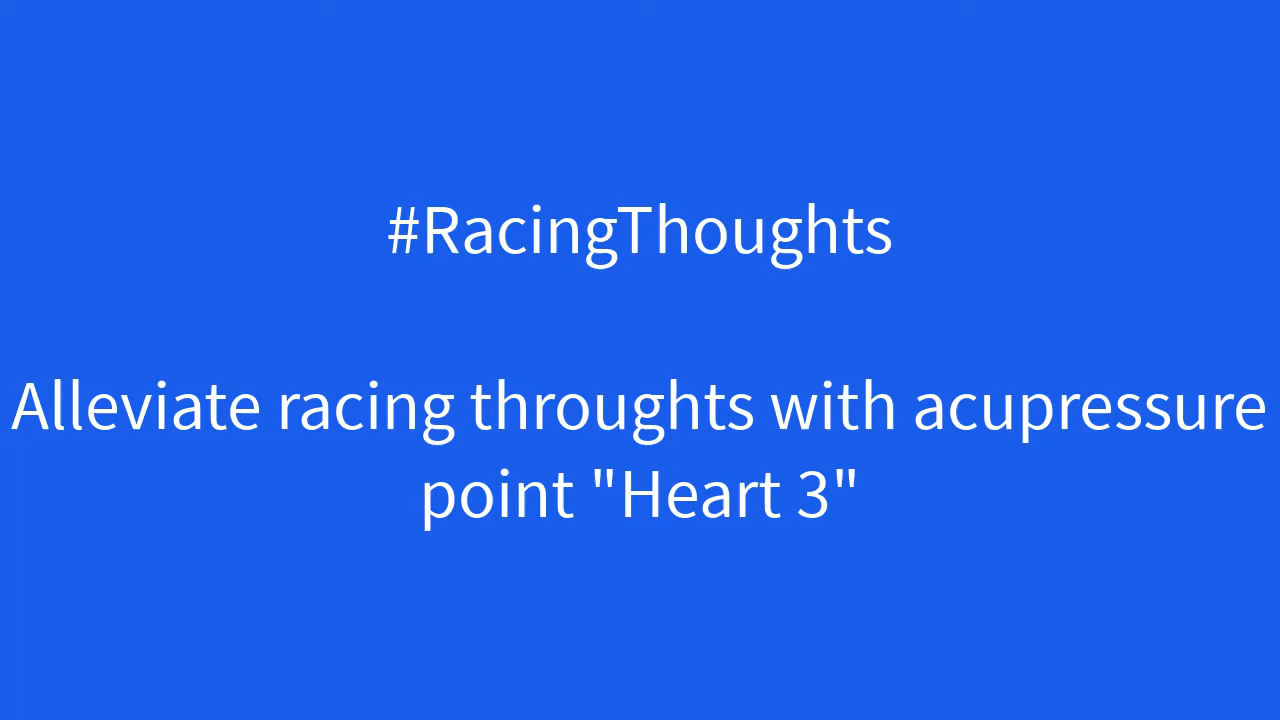 #RacingThoughts
Alleviate racing throughts with acupressure
point "Heart 3"